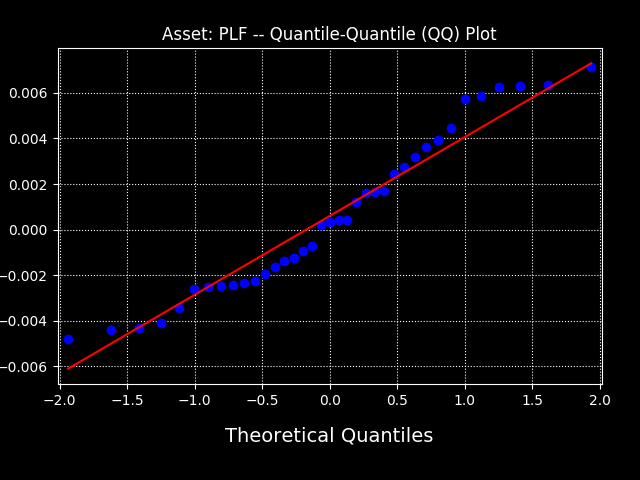 Asset: PLF -- Quantile-Quantile (QQ) Plot
0.006
0.004
0.002
0.000
−0.002
−0.004
−0.006
−2.0 −1.5 −1.0 −0.5 0.0 0.5 1.0 1.5 2.0
Theoretical Quantiles